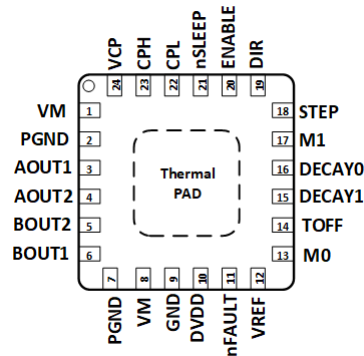 VCP
CPH
CPL
nSLEEP
ENABLE
DIR
24
23
22
21
20
19
VM 1
PGND 2
AOUT1 3
AOUT2 4
BOUT2 5
BOUT1 6
Thermal
PAD
18 STEP
17 M1
16 DECAY0
15 DECAY1
14 TOFF
13 M0
7
8
9
10
11
12
PGND
VM
GND
DVDD
nFAULT
VREF